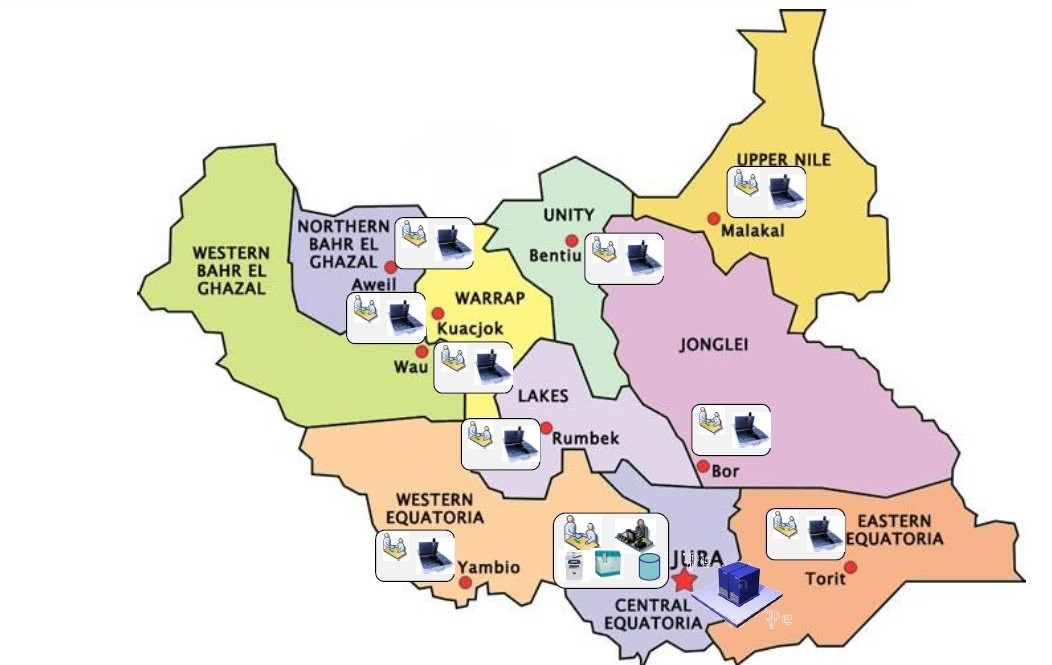 UPPER NILE
Malakal
UNITY
Bentiu
NORTHERN
BAHR EL
GHAZAL
Aweil
WESTERN
BAHR EL
GHAZAL
WARRAP
Kuacjok
Wau
JONGLEI
LAKES
Rumbek
Bor
WESTERN
EQUATORIA
Yambio
JUBA
CENTRAL
EQUATORIA
EASTERN
EQUATORIA
Torit